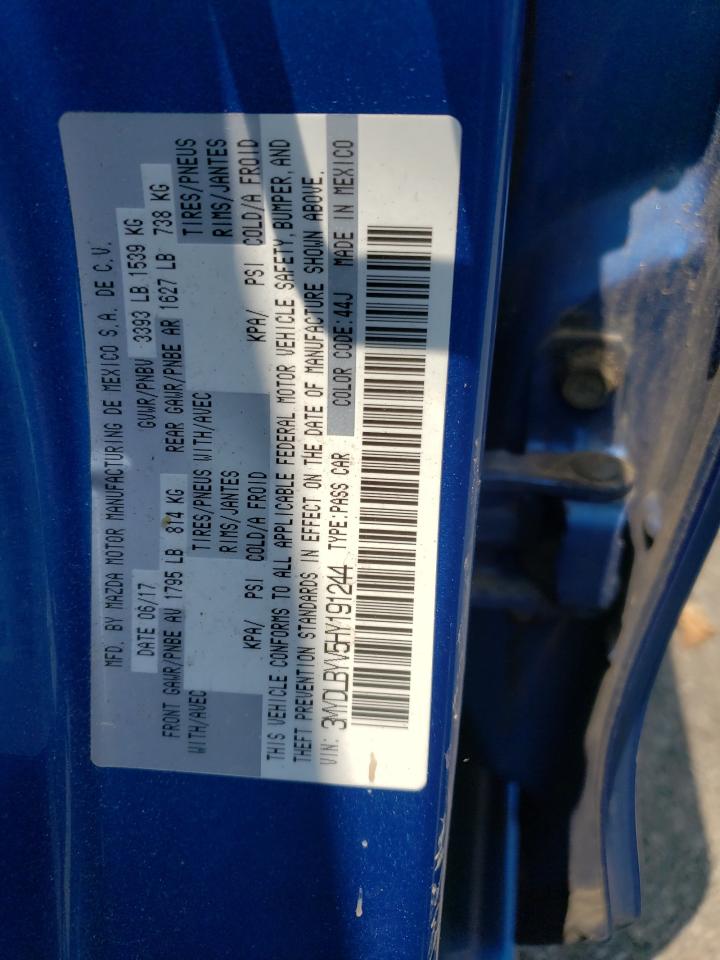 MFD. BY MAZDA MOTOR MANUFACTURING DE MEXICO S.A. DE C.V.
DATE 06/17 GVWR/PNBV 3393 LB 1539 KG
FRONT GAWR/PNBE AV 1795 LB 814 KG REAR GAWR/PNBE AR 1627 LB 738 KG
WITH/AVEC TIRES/PNEUS WITH/AVEC TIRES/PNEUS
RIMS/JANTES RIMS/JANTES
KPA/ PSI COLD/A FROID KPA/ PSI COLD/A FROID
THIS VEHICLE CONFORMS TO ALL APPLICABLE FEDERAL MOTOR VEHICLE SAFETY, BUMPER, AND
THEFT PREVENTION STANDARDS IN EFFECT ON THE DATE OF MANUFACTURE SHOWN ABOVE.
VIN: 3MYDLBYV5HY191244 TYPE:PASS CAR COLOR CODE:44J MADE IN MEXICO